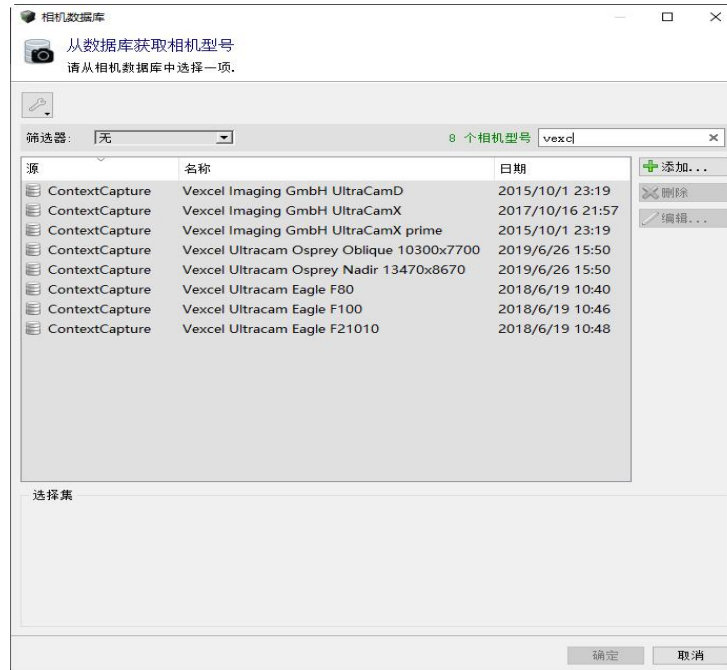 相机数据库
从数据库获取相机型号
请从相机数据库中选择一项.
筛选器: 无 8 个相机型号 vexc
源 名称 日期 添加...
ContextCapture Vexcel Imaging GmbH UltraCamD 2015/10/1 23:19 删除
ContextCapture Vexcel Imaging GmbH UltraCamX 2017/10/16 21:57 编辑...
ContextCapture Vexcel Imaging GmbH UltraCamX prime 2015/10/1 23:19
ContextCapture Vexcel Ultracam Osprey Oblique 10300x7700 2019/6/26 15:50
ContextCapture Vexcel Ultracam Osprey Nadir 13470x8670 2019/6/26 15:50
ContextCapture Vexcel Ultracam Eagle F80 2018/6/19 10:40
ContextCapture Vexcel Ultracam Eagle F100 2018/6/19 10:46
ContextCapture Vexcel Ultracam Eagle F21010 2018/6/19 10:48
选择集
确定 取消